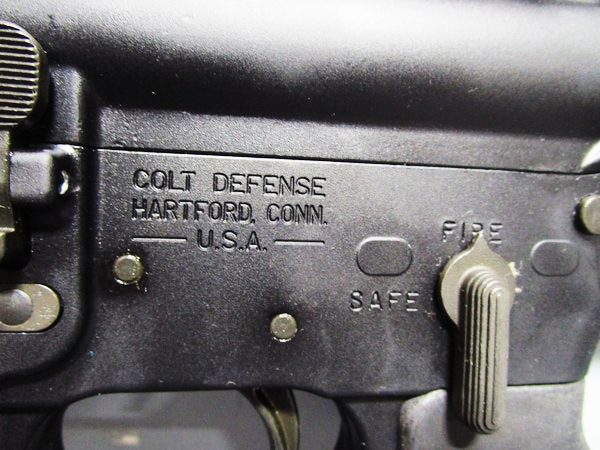 COLT DEFENSE
HARTFORD, CONN.
U.S.A.
FIRE
SAFE